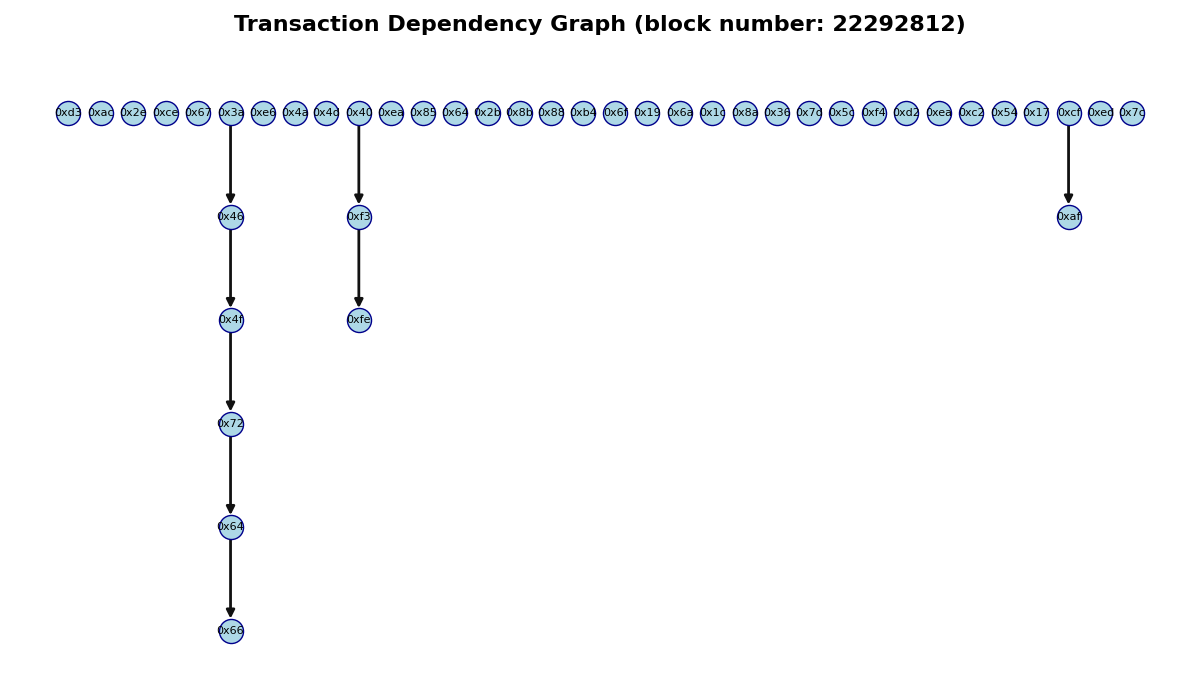 Transaction Dependency Graph (block number: 22292812)
0xd3 0xac 0x2e 0xce 0x67 0x3a 0xe6 0x4a 0x4d 0x40 0xea 0x85 0x64 0x2b 0x8b 0x88 0xb4 0x6f 0x19 0x6a 0x1c 0x8a 0x36 0x7d 0x5c 0xf4 0xd2 0xea 0xc2 0x54 0x17 0xcf 0xed 0x7c
0x46 0xf3 0xaf
0x4f 0xfe
0x72
0x64
0x66